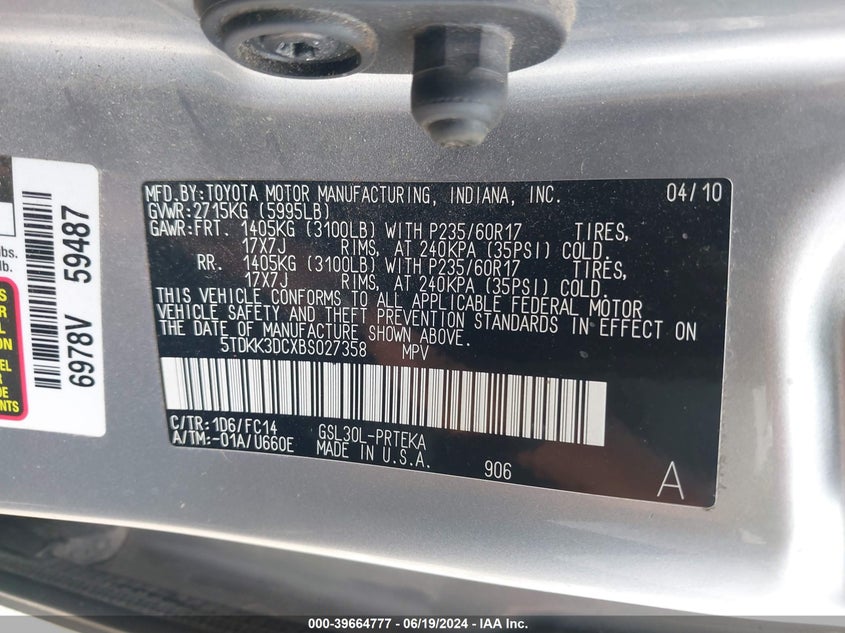 MFD.BY:TOYOTA MOTOR MANUFACTURING, INDIANA, INC. 04/10
GVWR:2715KG (5995LB)
GAWR:FRT. 1405KG (3100LB) WITH P235/60R17 TIRES,
17X7J RIMS, AT 240KPA (35PSI) COLD.
RR. 1405KG (3100LB) WITH P235/60R17 TIRES,
17X7J RIMS, AT 240KPA (35PSI) COLD.
THIS VEHICLE CONFORMS TO ALL APPLICABLE FEDERAL MOTOR
VEHICLE SAFETY AND THEFT PREVENTION STANDARDS IN EFFECT ON
THE DATE OF MANUFACTURE SHOWN ABOVE.
5TDKK3DCXBS027358 MPV
C/TR:1D6/FC14 GSL30L-PRTEKA
A/TM:-01A/U660E MADE IN U.S.A. 906 A
6978V 59487
lbs.
lb.
000-39664777 - 06/19/2024 - IAA Inc.